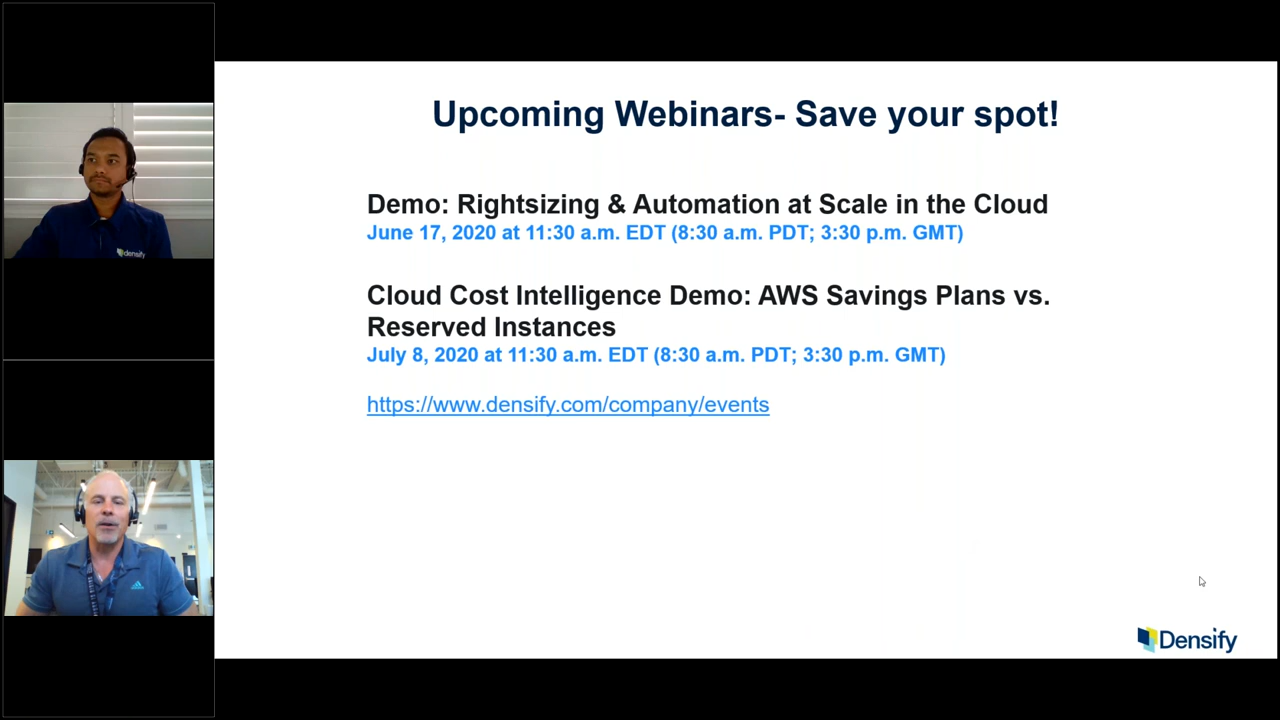 Upcoming Webinars- Save your spot!
Demo: Rightsizing & Automation at Scale in the Cloud
June 17, 2020 at 11:30 a.m. EDT (8:30 a.m. PDT; 3:30 p.m. GMT)
Cloud Cost Intelligence Demo: AWS Savings Plans vs.
Reserved Instances
July 8, 2020 at 11:30 a.m. EDT (8:30 a.m. PDT; 3:30 p.m. GMT)
https://www.densify.com/company/events
densify
Densify